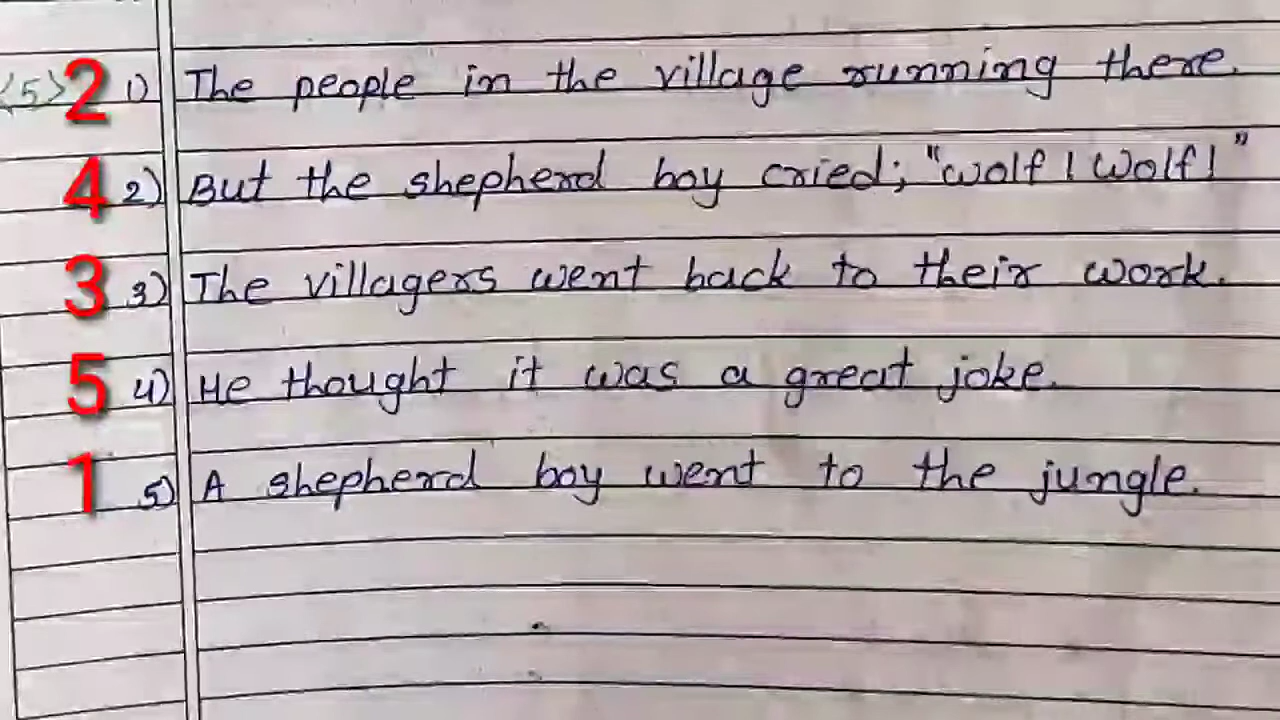 <5> 2 1) The people in the village running there.
4 2) But the shepherd boy cried; "wolf ! Wolf!"
3 3) The villagers went back to their work.
5 4) He thought it was a great joke.
1 5) A shepherd boy went to the jungle.